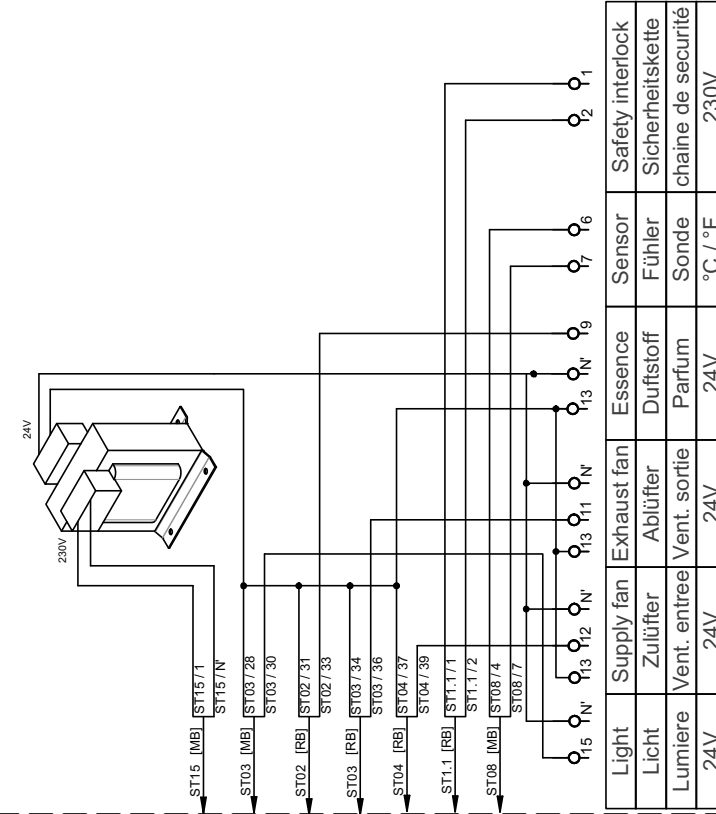 24V
230V
ST15 [MB]
ST15 / 1
ST15 / N'
ST03 [MB]
ST03 / 28
ST03 / 30
ST02 [RB]
ST02 / 31
ST02 / 33
ST03 [RB]
ST03 / 34
ST03 / 36
ST04 [RB]
ST04 / 37
ST04 / 39
ST1.1 [RB]
ST1.1 / 1
ST1.1 / 2
ST08 [MB]
ST08 / 4
ST08 / 7
15 N' 13 12 N' 13 11 N' 13 N' 9 7 6 2 1
Light Supply fan Exhaust fan Essence Sensor Safety interlock
Licht Zulüfter Ablüfter Duftstoff Fühler Sicherheitskette
Lumiere Vent. entree Vent. sortie Parfum Sonde chaine de securité
24V 24V 24V 24V °C / °F 230V